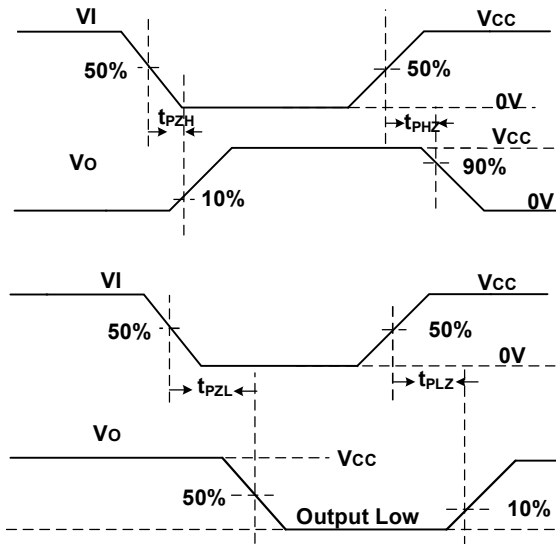 VI
VCC
50%
50%
tPZH
0V
tPHZ
VCC
VO
90%
10%
0V
VI
VCC
50%
50%
0V
tPZL
tPLZ
VO
VCC
50%
Output Low
10%